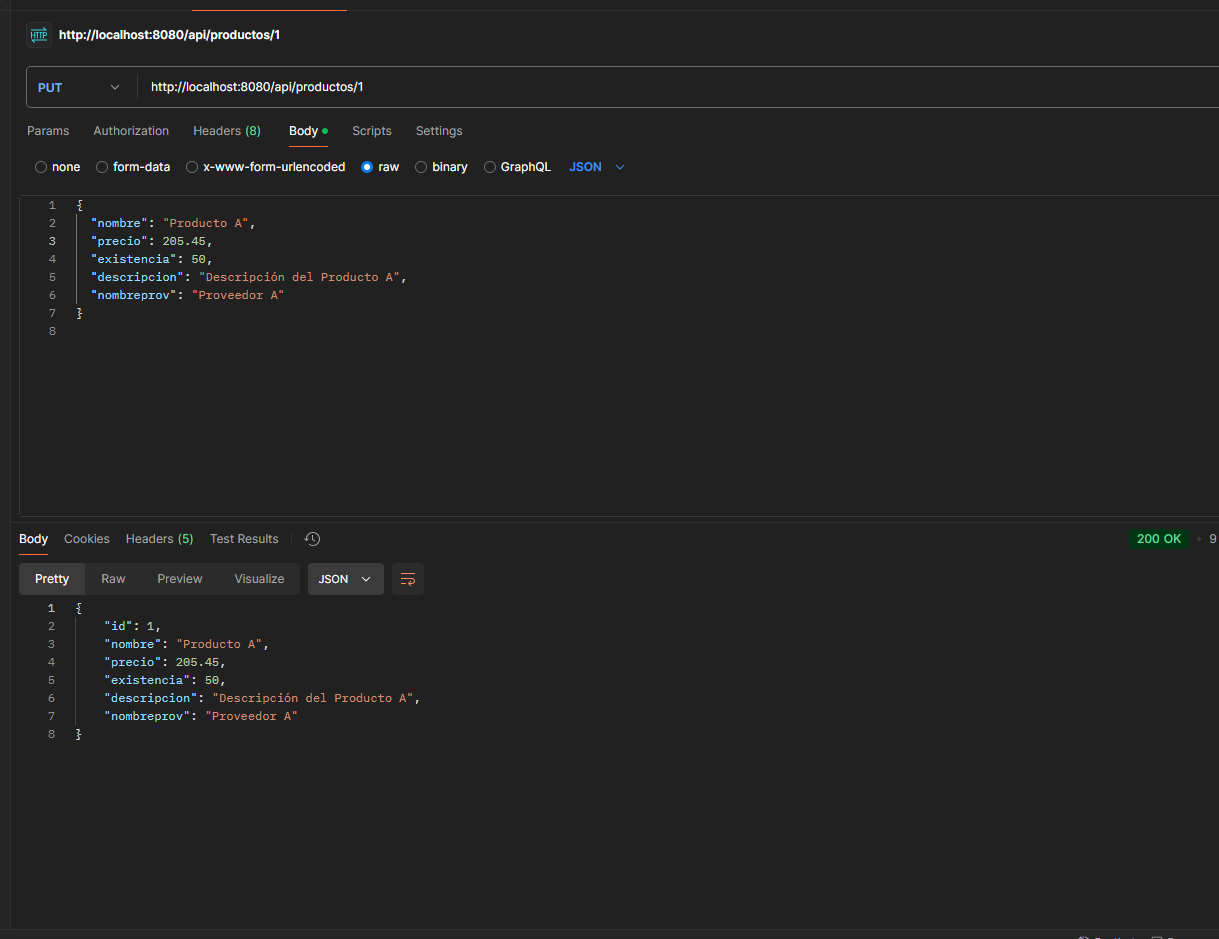 HTTP http://localhost:8080/api/productos/1
PUT http://localhost:8080/api/productos/1
Params Authorization Headers (8) Body Scripts Settings
none form-data x-www-form-urlencoded raw binary GraphQL JSON
1 {
2 "nombre": "Producto A",
3 "precio": 205.45,
4 "existencia": 50,
5 "descripcion": "Descripción del Producto A",
6 "nombreprov": "Proveedor A"
7 }
8
Body Cookies Headers (5) Test Results 200 OK • 9
Pretty Raw Preview Visualize JSON
1 {
2 "id": 1,
3 "nombre": "Producto A",
4 "precio": 205.45,
5 "existencia": 50,
6 "descripcion": "Descripción del Producto A",
7 "nombreprov": "Proveedor A"
8 }